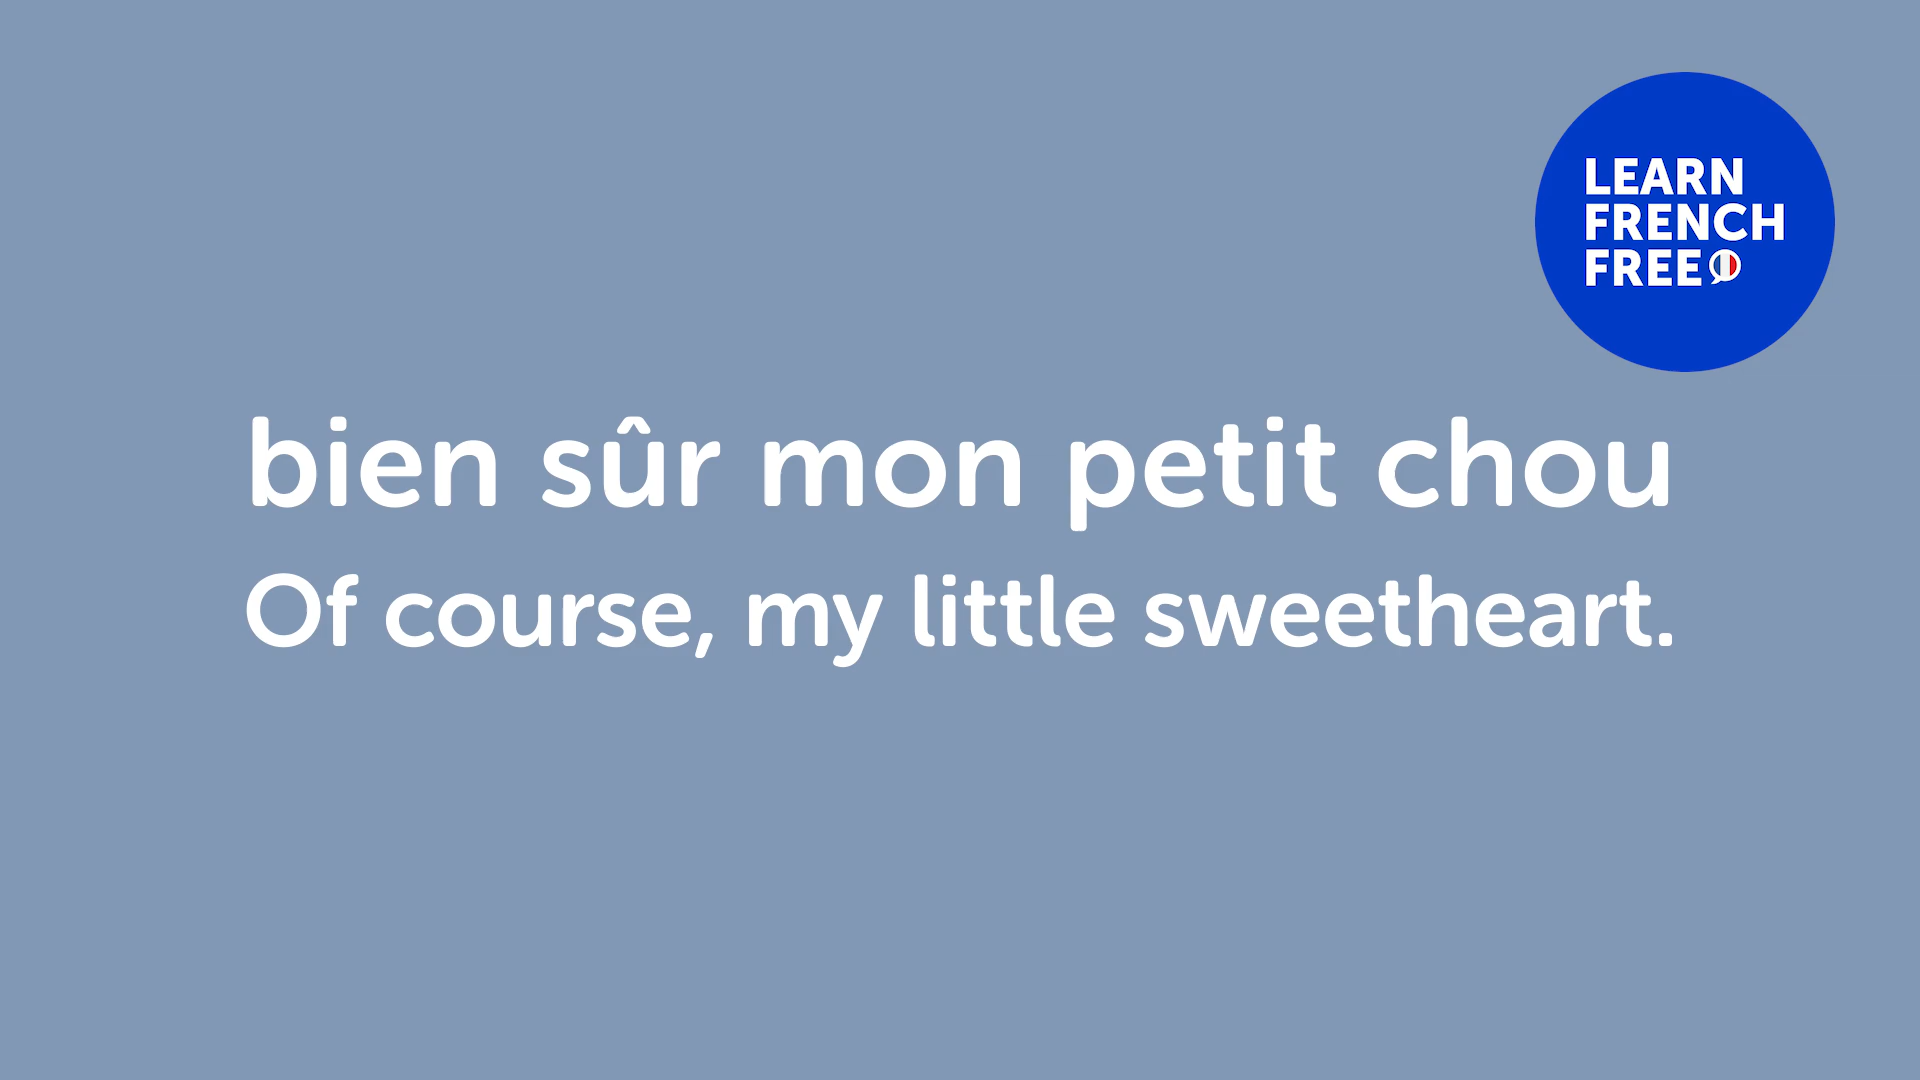 LEARN
FRENCH
FREE
bien sûr mon petit chou
Of course, my little sweetheart.